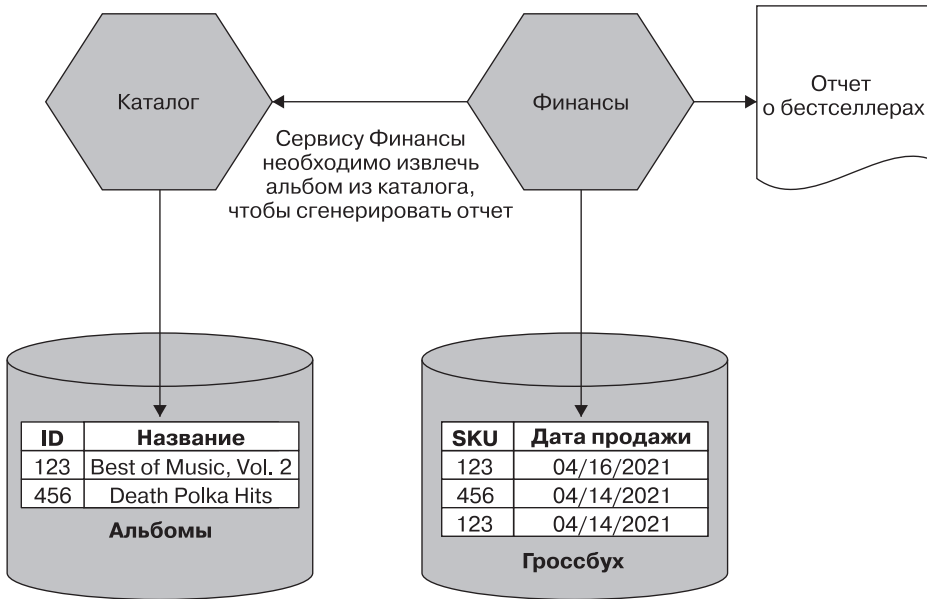 Каталог
Финансы
Отчет
о бестселлерах
Сервису Финансы
необходимо извлечь
альбом из каталога,
чтобы сгенерировать отчет
ID Название
123 Best of Music, Vol. 2
456 Death Polka Hits
Альбомы
SKU Дата продажи
123 04/16/2021
456 04/14/2021
123 04/14/2021
Гроссбух